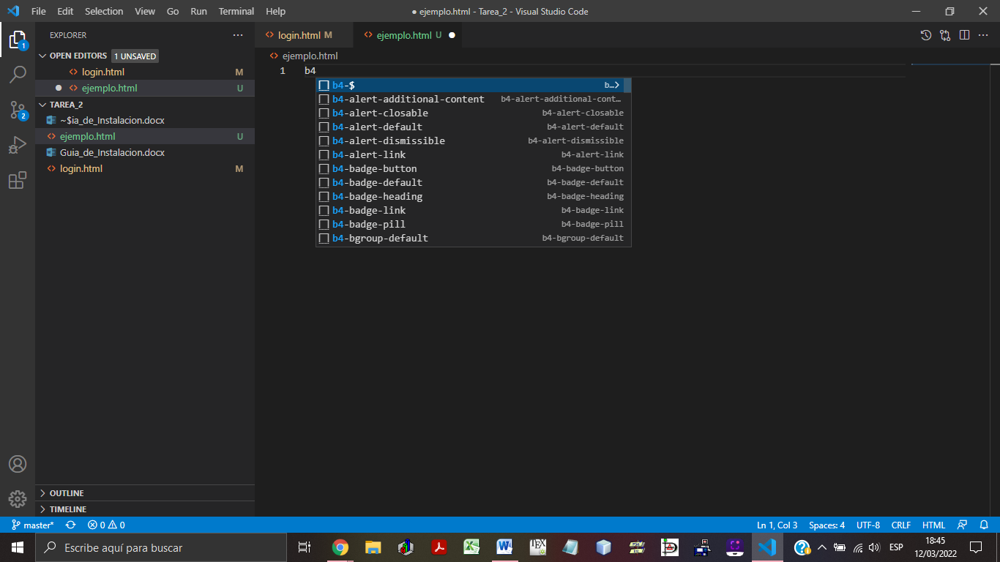 File Edit Selection View Go Run Terminal Help ● ejemplo.html - Tarea_2 - Visual Studio Code
EXPLORER
OPEN EDITORS 1 UNSAVED
login.html M
ejemplo.html U
TAREA_2
~$ia_de_Instalacion.docx
ejemplo.html U
Guia_de_Instalacion.docx
login.html M
OUTLINE
TIMELINE
login.html M ejemplo.html U
ejemplo.html
1 b4
b4-$ b…>
b4-alert-additional-content b4-alert-additional-cont…
b4-alert-closable b4-alert-closable
b4-alert-default b4-alert-default
b4-alert-dismissible b4-alert-dismissible
b4-alert-link b4-alert-link
b4-badge-button b4-badge-button
b4-badge-default b4-badge-default
b4-badge-heading b4-badge-heading
b4-badge-link b4-badge-link
b4-badge-pill b4-badge-pill
b4-bgroup-default b4-bgroup-default
1
2
master* 0 0 Ln 1, Col 3 Spaces: 4 UTF-8 CRLF HTML
Escribe aquí para buscar
ESP
18:45
12/03/2022